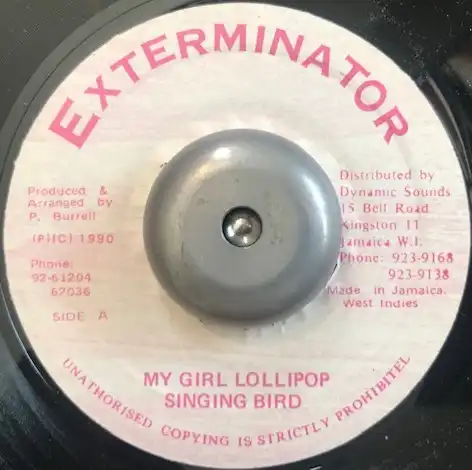 EXTERMINATOR
Produced &
Arranged by
P. Burrell
(P)(C) 1990
Phone:
92-61204
62036
SIDE A
Distributed by
Dynamic Sounds
15 Bell Road
Kingston 11
Jamaica W.I.
Phone: 923-9168
923-9138
Made in Jamaica.
West Indies
MY GIRL LOLLIPOP
SINGING BIRD
UNATHORISED COPYING IS STRICTLY PROHIBITEL